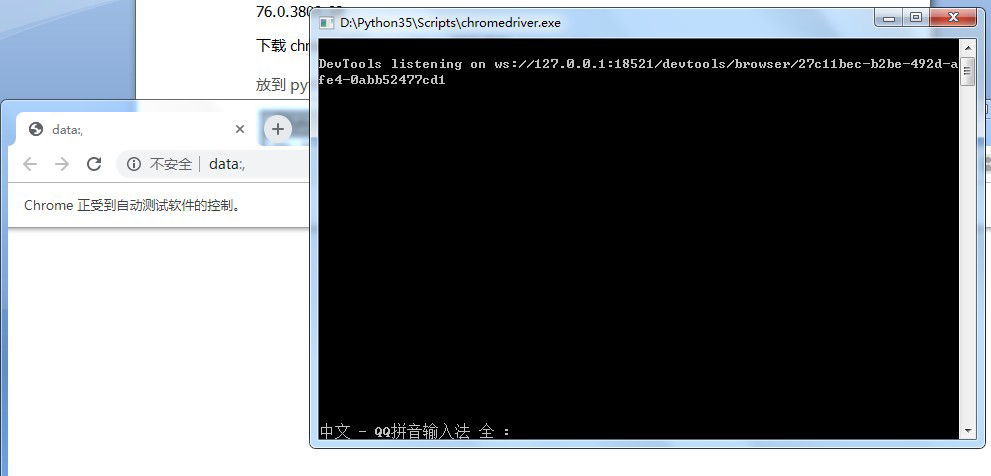 76.0.380
D:\Python35\Scripts\chromedriver.exe
下载 chr
放到 py
DevTools listening on ws://127.0.0.1:18521/devtools/browser/27c11bec-b2be-492d-a
fe4-0abb52477cd1
data:,
不安全 data:,
Chrome 正受到自动测试软件的控制。
中文 - QQ拼音输入法 全 :